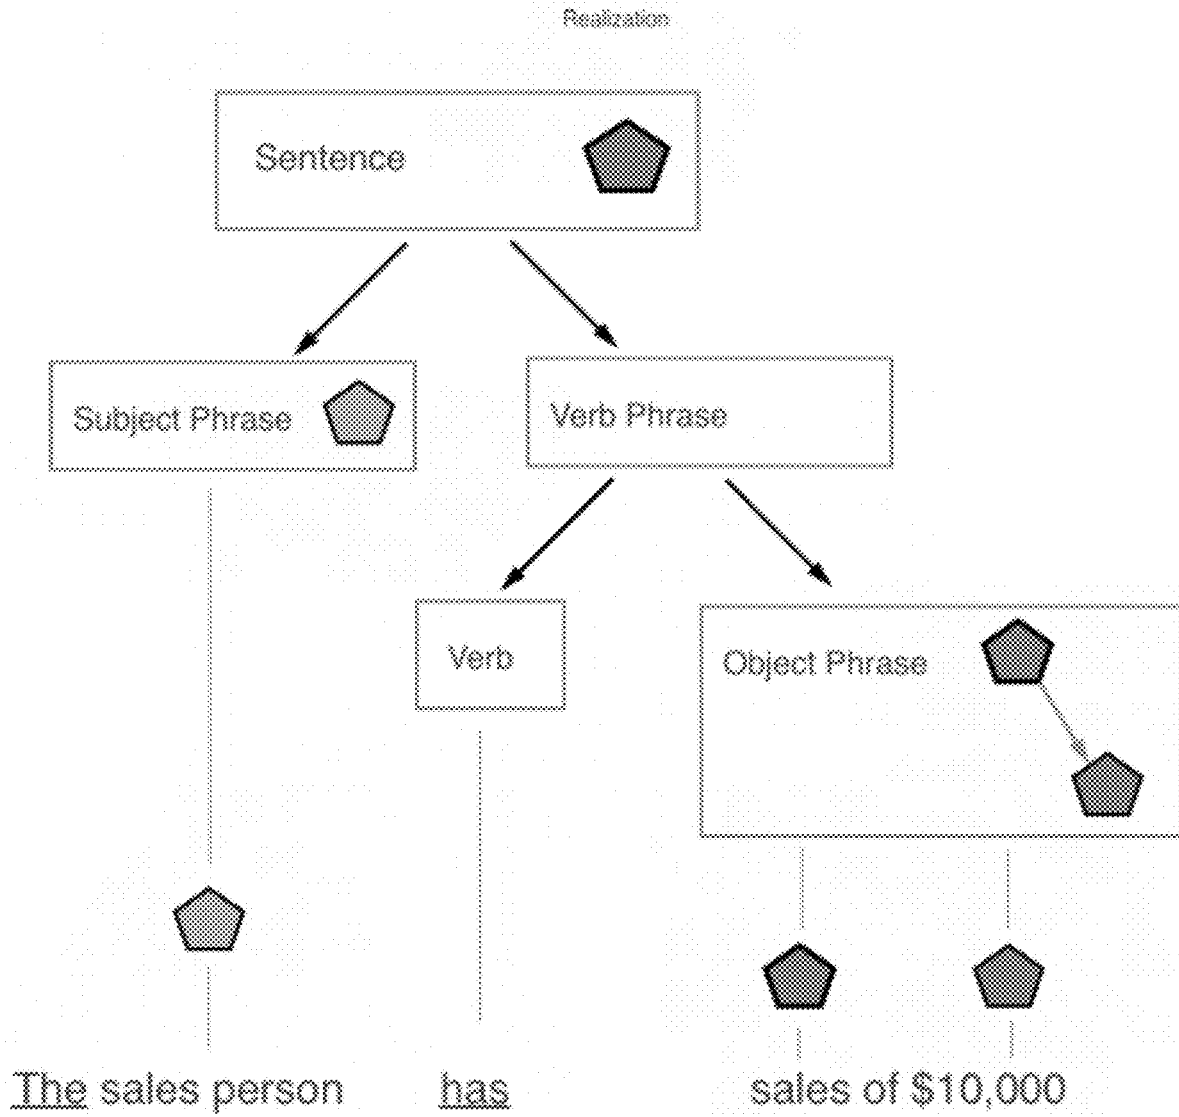 Realization
Sentence
Subject Phrase
Verb Phrase
Verb
Object Phrase
The sales person has sales of $10,000